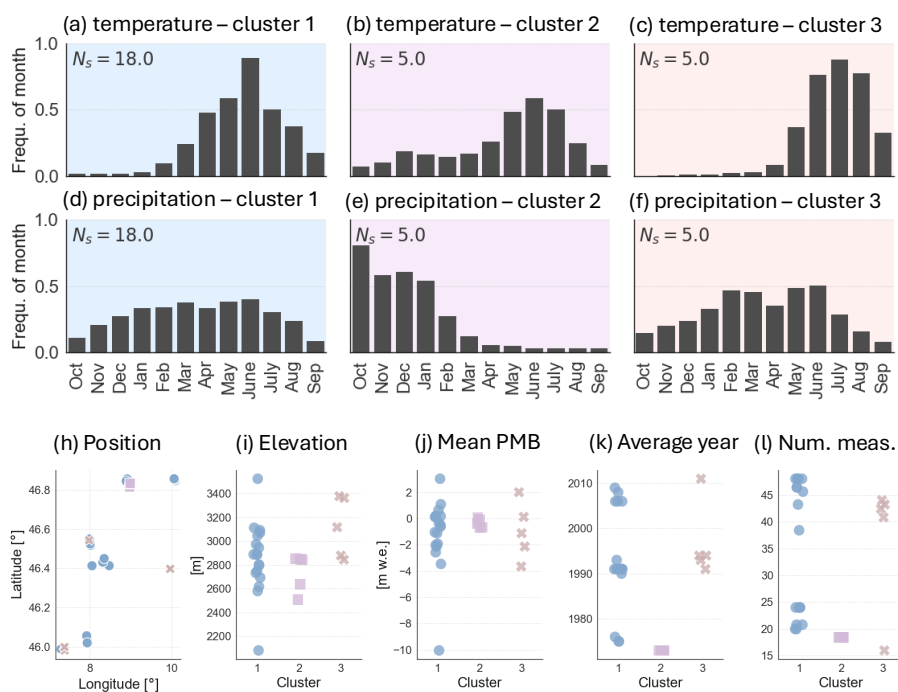 (a) temperature – cluster 1
(b) temperature – cluster 2
(c) temperature – cluster 3
Frequ. of month
1.0
0.5
0.0
Nₛ = 18.0
Nₛ = 5.0
Nₛ = 5.0
(d) precipitation – cluster 1
(e) precipitation – cluster 2
(f) precipitation – cluster 3
Frequ. of month
1.0
0.5
0.0
Nₛ = 18.0
Nₛ = 5.0
Nₛ = 5.0
Oct Nov Dec Jan Feb Mar Apr May June July Aug Sep
Oct Nov Dec Jan Feb Mar Apr May June July Aug Sep
Oct Nov Dec Jan Feb Mar Apr May June July Aug Sep
(h) Position
Latitude [°]
46.8
46.6
46.4
46.2
46.0
8 10
Longitude [°]
(i) Elevation
[m]
3400
3200
3000
2800
2600
2400
2200
1 2 3
Cluster
(j) Mean PMB
[m w.e.]
2
0
−2
−4
−6
−8
−10
1 2 3
Cluster
(k) Average year
2010
2000
1990
1980
1 2 3
Cluster
(l) Num. meas.
45
40
35
30
25
20
15
1 2 3
Cluster